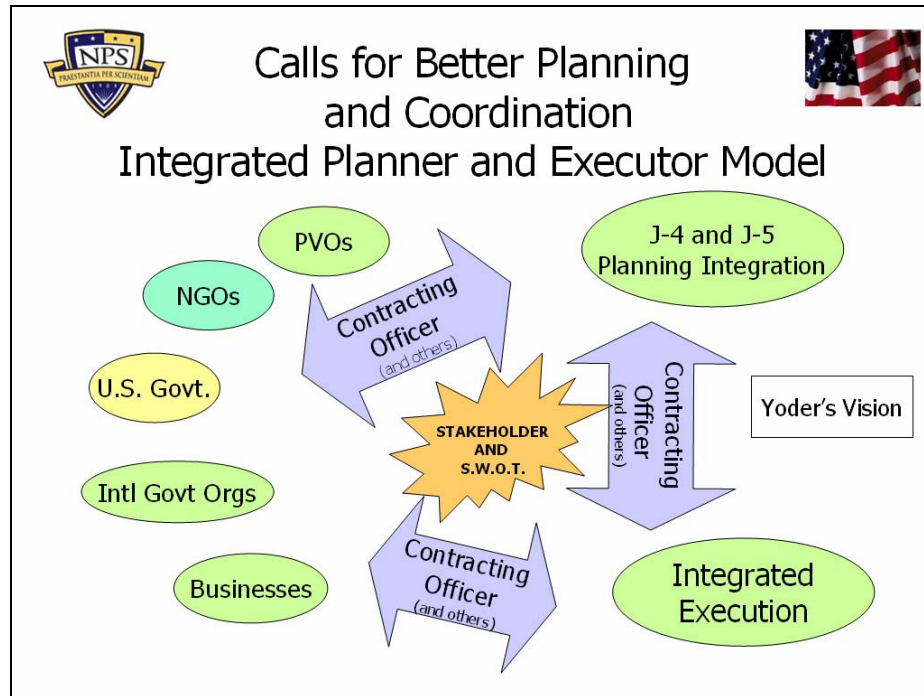 NPS
PRAESTANTIA PER SCIENTIAM
Calls for Better Planning
and Coordination
Integrated Planner and Executor Model
PVOs
NGOs
U.S. Govt.
Intl Govt Orgs
Businesses
Contracting
Officer
(and others)
J-4 and J-5
Planning Integration
Contracting
Officer
(and others)
Yoder's Vision
STAKEHOLDER
AND
S.W.O.T.
Contracting
Officer
(and others)
Integrated
Execution